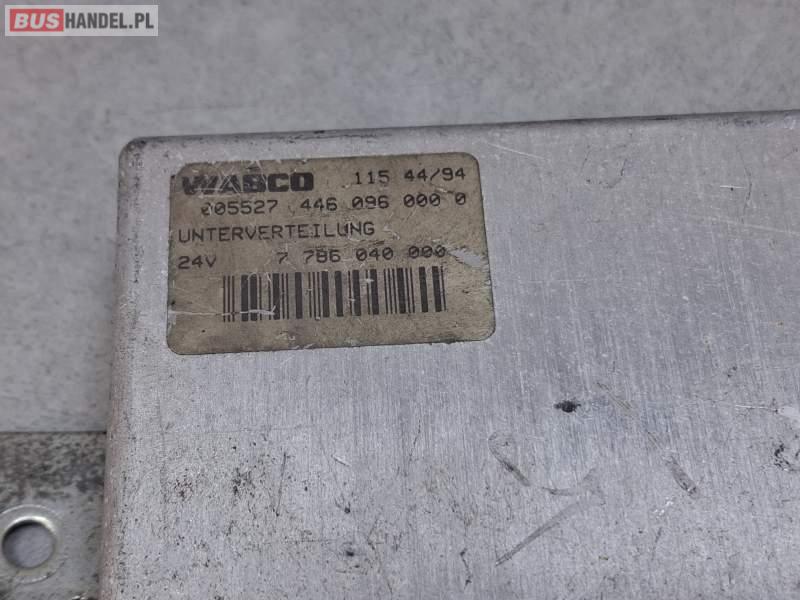 BUSHANDEL.PL
WABCO 115 44/94
005527 446 096 000 0
UNTERVERTEILUNG
24V 7 786 040 000